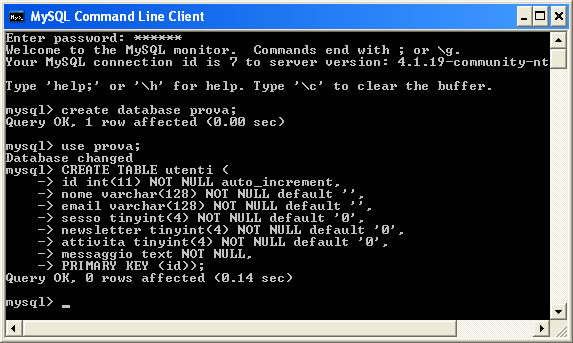 MySQL Command Line Client
Enter password: ******
Welcome to the MySQL monitor.  Commands end with ; or \g.
Your MySQL connection id is 7 to server version: 4.1.19-community-nt
Type 'help;' or '\h' for help. Type '\c' to clear the buffer.
mysql> create database prova;
Query OK, 1 row affected (0.00 sec)
mysql> use prova;
Database changed
mysql> CREATE TABLE utenti (
    -> id int(11) NOT NULL auto_increment,
    -> nome varchar(128) NOT NULL default '',
    -> email varchar(128) NOT NULL default '',
    -> sesso tinyint(4) NOT NULL default '0',
    -> newsletter tinyint(4) NOT NULL default '0',
    -> attivita tinyint(4) NOT NULL default '0',
    -> messaggio text NOT NULL,
    -> PRIMARY KEY (id));
Query OK, 0 rows affected (0.14 sec)
mysql> _